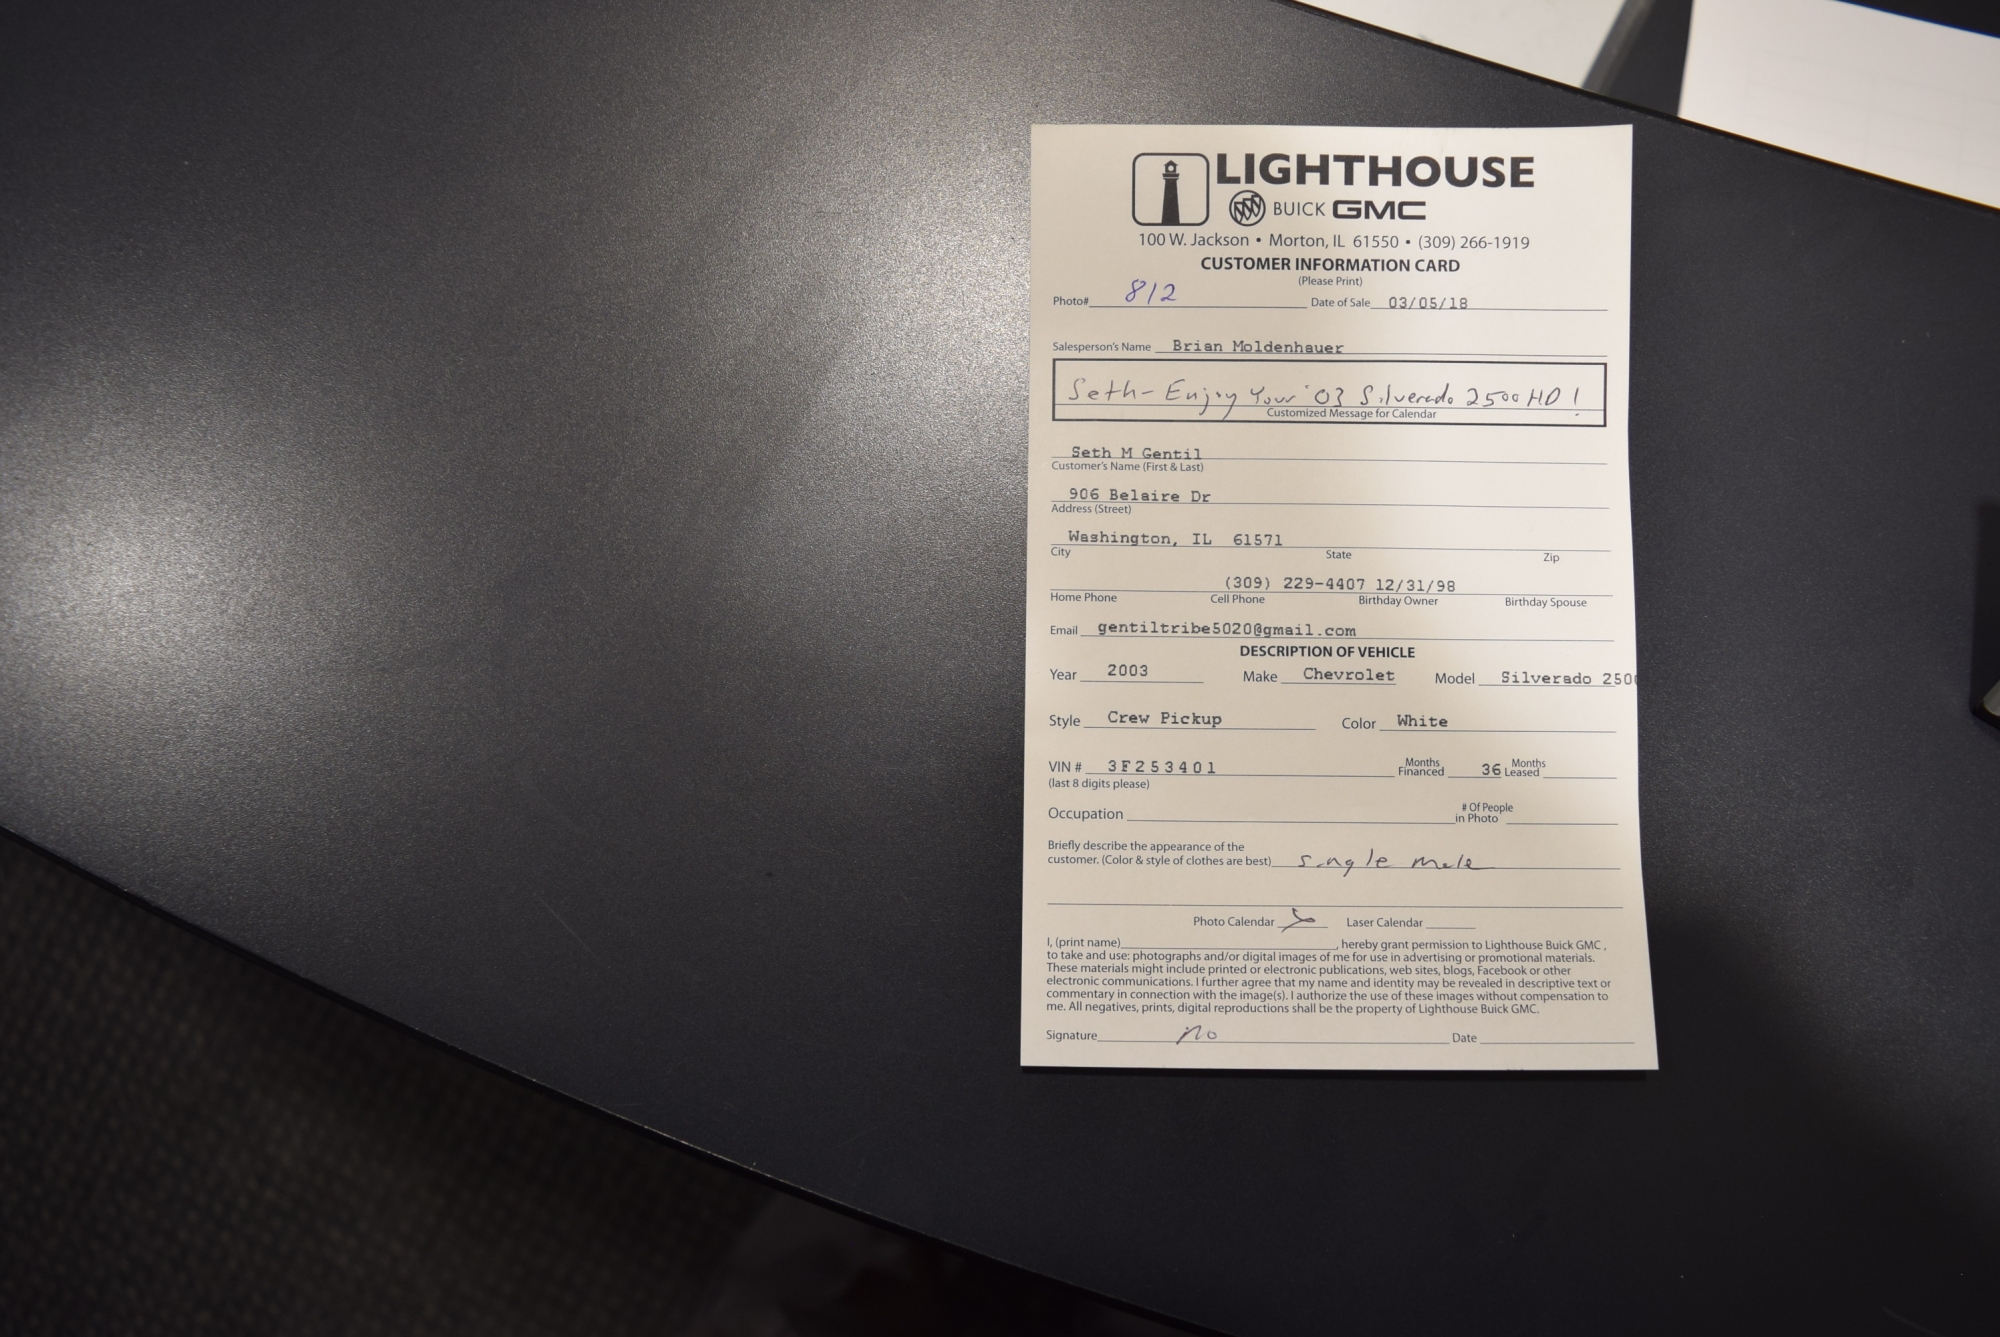 LIGHTHOUSE
BUICK GMC
100 W. Jackson • Morton, IL 61550 • (309) 266-1919
CUSTOMER INFORMATION CARD
(Please Print)
Photo# 812 Date of Sale 03/05/18
Salesperson's Name Brian Moldenhauer
Seth - Enjoy Your '03 Silverado 2500 HD!
Customized Message for Calendar
Seth M Gentil
Customer's Name (First & Last)
906 Belaire Dr
Address (Street)
Washington, IL 61571
City State Zip
(309) 229-4407 12/31/98
Home Phone Cell Phone Birthday Owner Birthday Spouse
Email gentiltribe5020@gmail.com
DESCRIPTION OF VEHICLE
Year 2003 Make Chevrolet Model Silverado 250
Style Crew Pickup Color White
VIN # 3F253401 Months Financed 36 Months Leased
(last 8 digits please)
Occupation # Of People in Photo
Briefly describe the appearance of the
customer. (Color & style of clothes are best) single male
Photo Calendar Laser Calendar
I, (print name) , hereby grant permission to Lighthouse Buick GMC ,
to take and use: photographs and/or digital images of me for use in advertising or promotional materials.
These materials might include printed or electronic publications, web sites, blogs, Facebook or other
electronic communications. I further agree that my name and identity may be revealed in descriptive text or
commentary in connection with the image(s). I authorize the use of these images without compensation to
me. All negatives, prints, digital reproductions shall be the property of Lighthouse Buick GMC.
Signature no Date